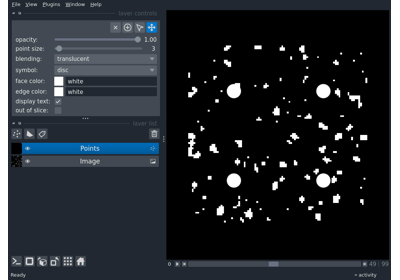 File View Plugins Window Help
layer controls
opacity: 1.00
point size: 3
blending: translucent
symbol: disc
face color: white
edge color: white
display text: ✓
out of slice:
layer list
Points
Image
Ready
49 99
activity